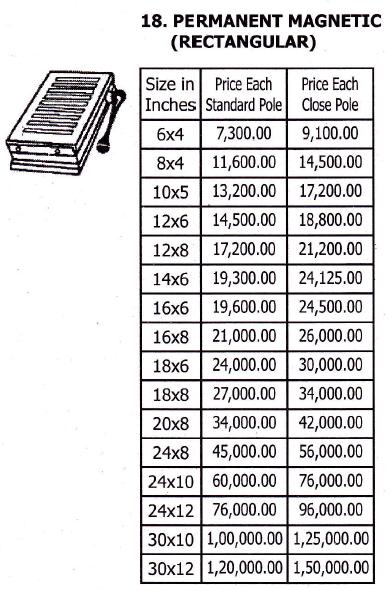 18. PERMANENT MAGNETIC
(RECTANGULAR)
Size in Inches Price Each Standard Pole Price Each Close Pole
6x4 7,300.00 9,100.00
8x4 11,600.00 14,500.00
10x5 13,200.00 17,200.00
12x6 14,500.00 18,800.00
12x8 17,200.00 21,200.00
14x6 19,300.00 24,125.00
16x6 19,600.00 24,500.00
16x8 21,000.00 26,000.00
18x6 24,000.00 30,000.00
18x8 27,000.00 34,000.00
20x8 34,000.00 42,000.00
24x8 45,000.00 56,000.00
24x10 60,000.00 76,000.00
24x12 76,000.00 96,000.00
30x10 1,00,000.00 1,25,000.00
30x12 1,20,000.00 1,50,000.00